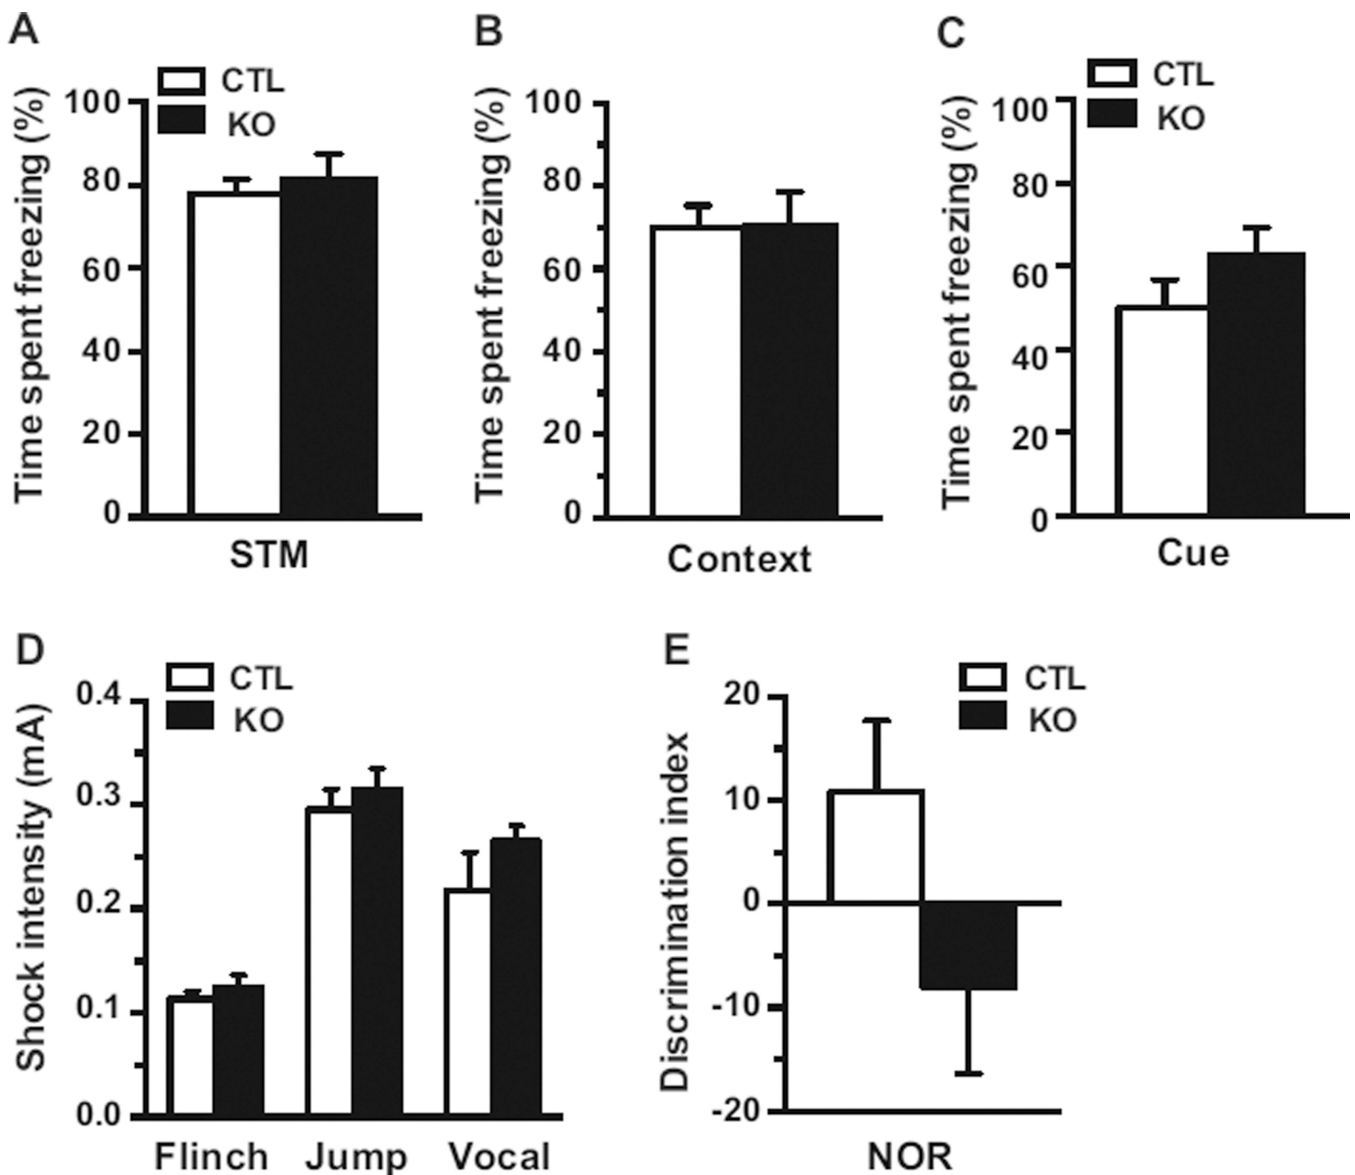 A
CTL
KO
Time spent freezing (%)
100
80
60
40
20
0
STM
B
Time spent freezing (%)
100
80
60
40
20
0
Context
C
CTL
KO
Time spent freezing (%)
100
80
60
40
20
0
Cue
D
CTL
KO
Shock intensity (mA)
0.4
0.3
0.2
0.1
0.0
Flinch Jump Vocal
E
CTL
KO
Discrimination index
20
10
0
-10
-20
NOR